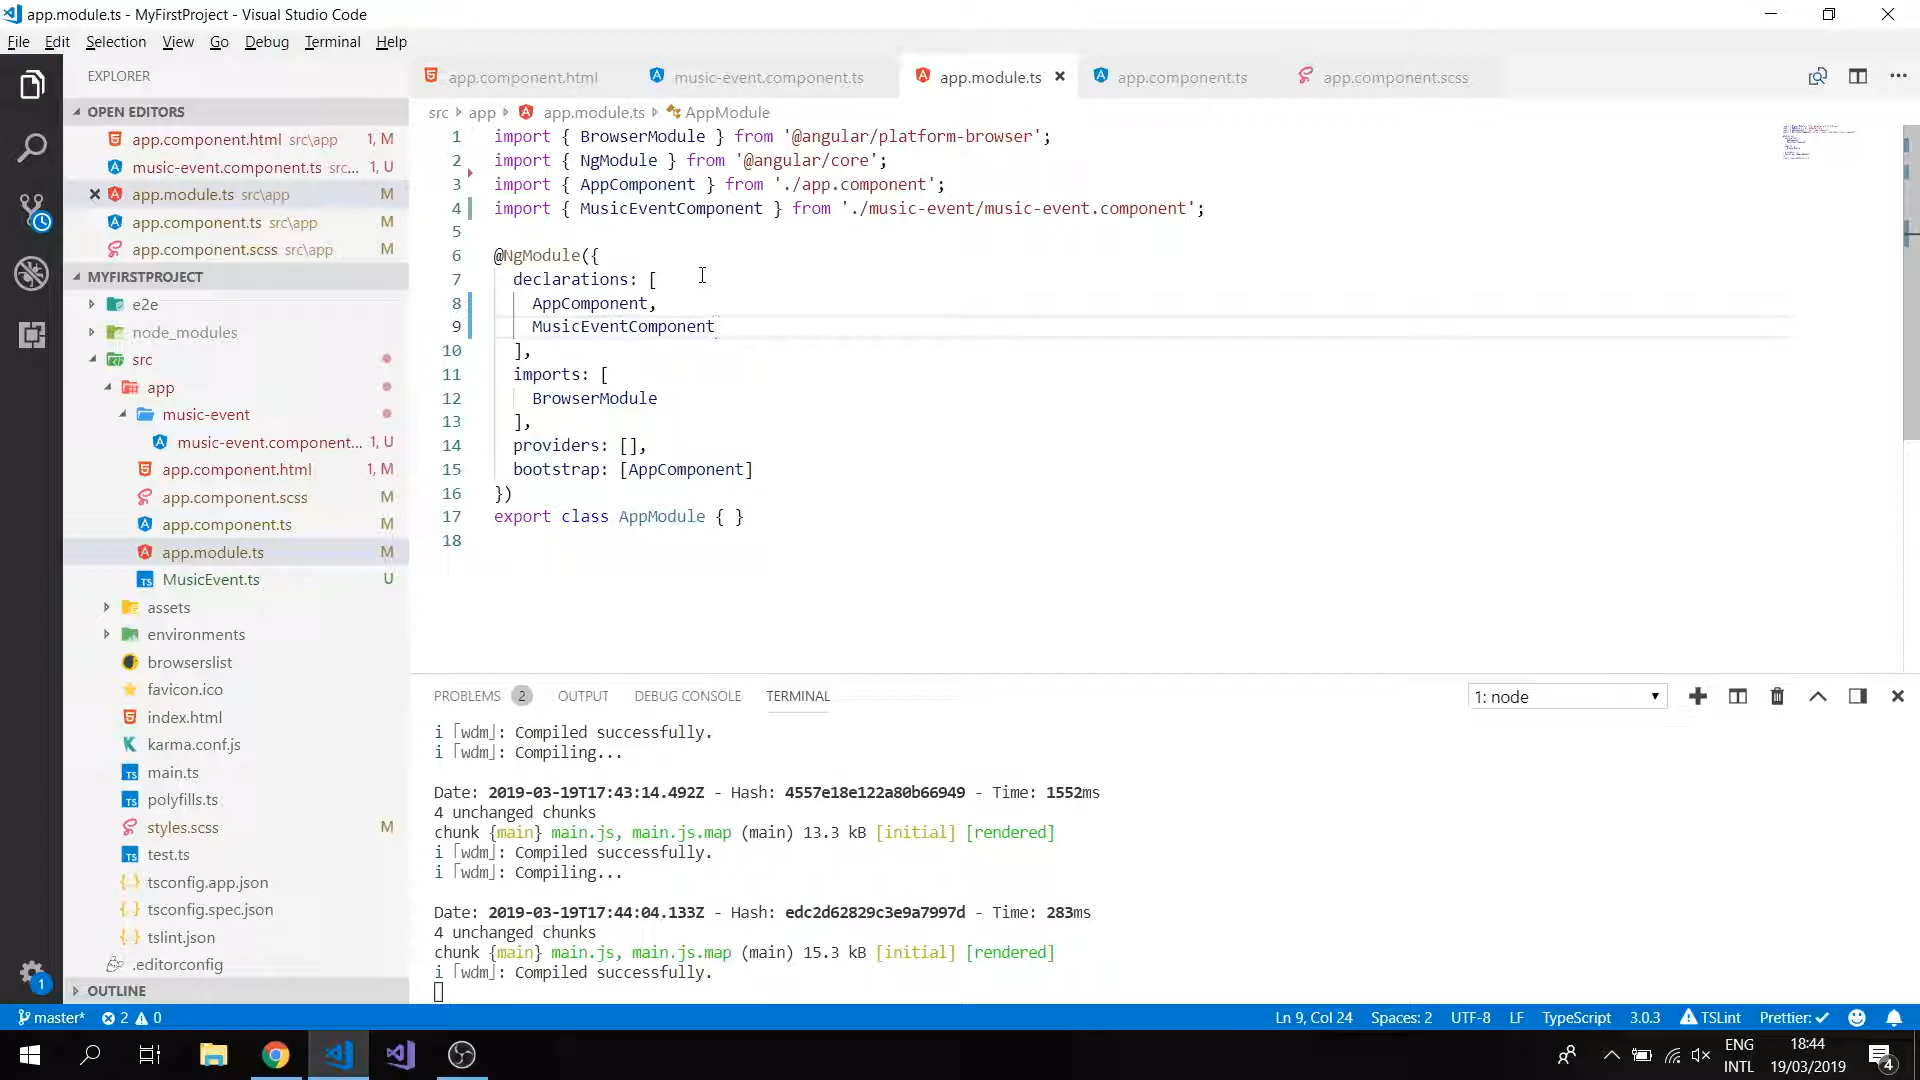 app.module.ts - MyFirstProject - Visual Studio Code
File Edit Selection View Go Debug Terminal Help
EXPLORER
OPEN EDITORS
app.component.html src\app 1, M
music-event.component.ts src... 1, U
app.module.ts src\app M
app.component.ts src\app M
app.component.scss src\app M
MYFIRSTPROJECT
e2e
node_modules
src
app
music-event
music-event.component... 1, U
app.component.html 1, M
app.component.scss M
app.component.ts M
app.module.ts M
MusicEvent.ts U
assets
environments
browserslist
favicon.ico
index.html
karma.conf.js
main.ts
polyfills.ts
styles.scss M
test.ts
tsconfig.app.json
tsconfig.spec.json
tslint.json
.editorconfig
OUTLINE
app.component.html music-event.component.ts app.module.ts app.component.ts app.component.scss
src app app.module.ts AppModule
1 import { BrowserModule } from '@angular/platform-browser';
2 import { NgModule } from '@angular/core';
3 import { AppComponent } from './app.component';
4 import { MusicEventComponent } from './music-event/music-event.component';
5
6 @NgModule({
7 declarations: [
8 AppComponent,
9 MusicEventComponent
10 ],
11 imports: [
12 BrowserModule
13 ],
14 providers: [],
15 bootstrap: [AppComponent]
16 })
17 export class AppModule { }
18
PROBLEMS 2 OUTPUT DEBUG CONSOLE TERMINAL 1: node
i ｢wdm｣: Compiled successfully.
i ｢wdm｣: Compiling...
Date: 2019-03-19T17:43:14.492Z - Hash: 4557e18e122a80b66949 - Time: 1552ms
4 unchanged chunks
chunk {main} main.js, main.js.map (main) 13.3 kB [initial] [rendered]
i ｢wdm｣: Compiled successfully.
i ｢wdm｣: Compiling...
Date: 2019-03-19T17:44:04.133Z - Hash: edc2d62829c3e9a7997d - Time: 283ms
4 unchanged chunks
chunk {main} main.js, main.js.map (main) 15.3 kB [initial] [rendered]
i ｢wdm｣: Compiled successfully.
1
master* 2 0 Ln 9, Col 24 Spaces: 2 UTF-8 LF TypeScript 3.0.3 TSLint Prettier: ✓
ENG
INTL
18:44
19/03/2019
4